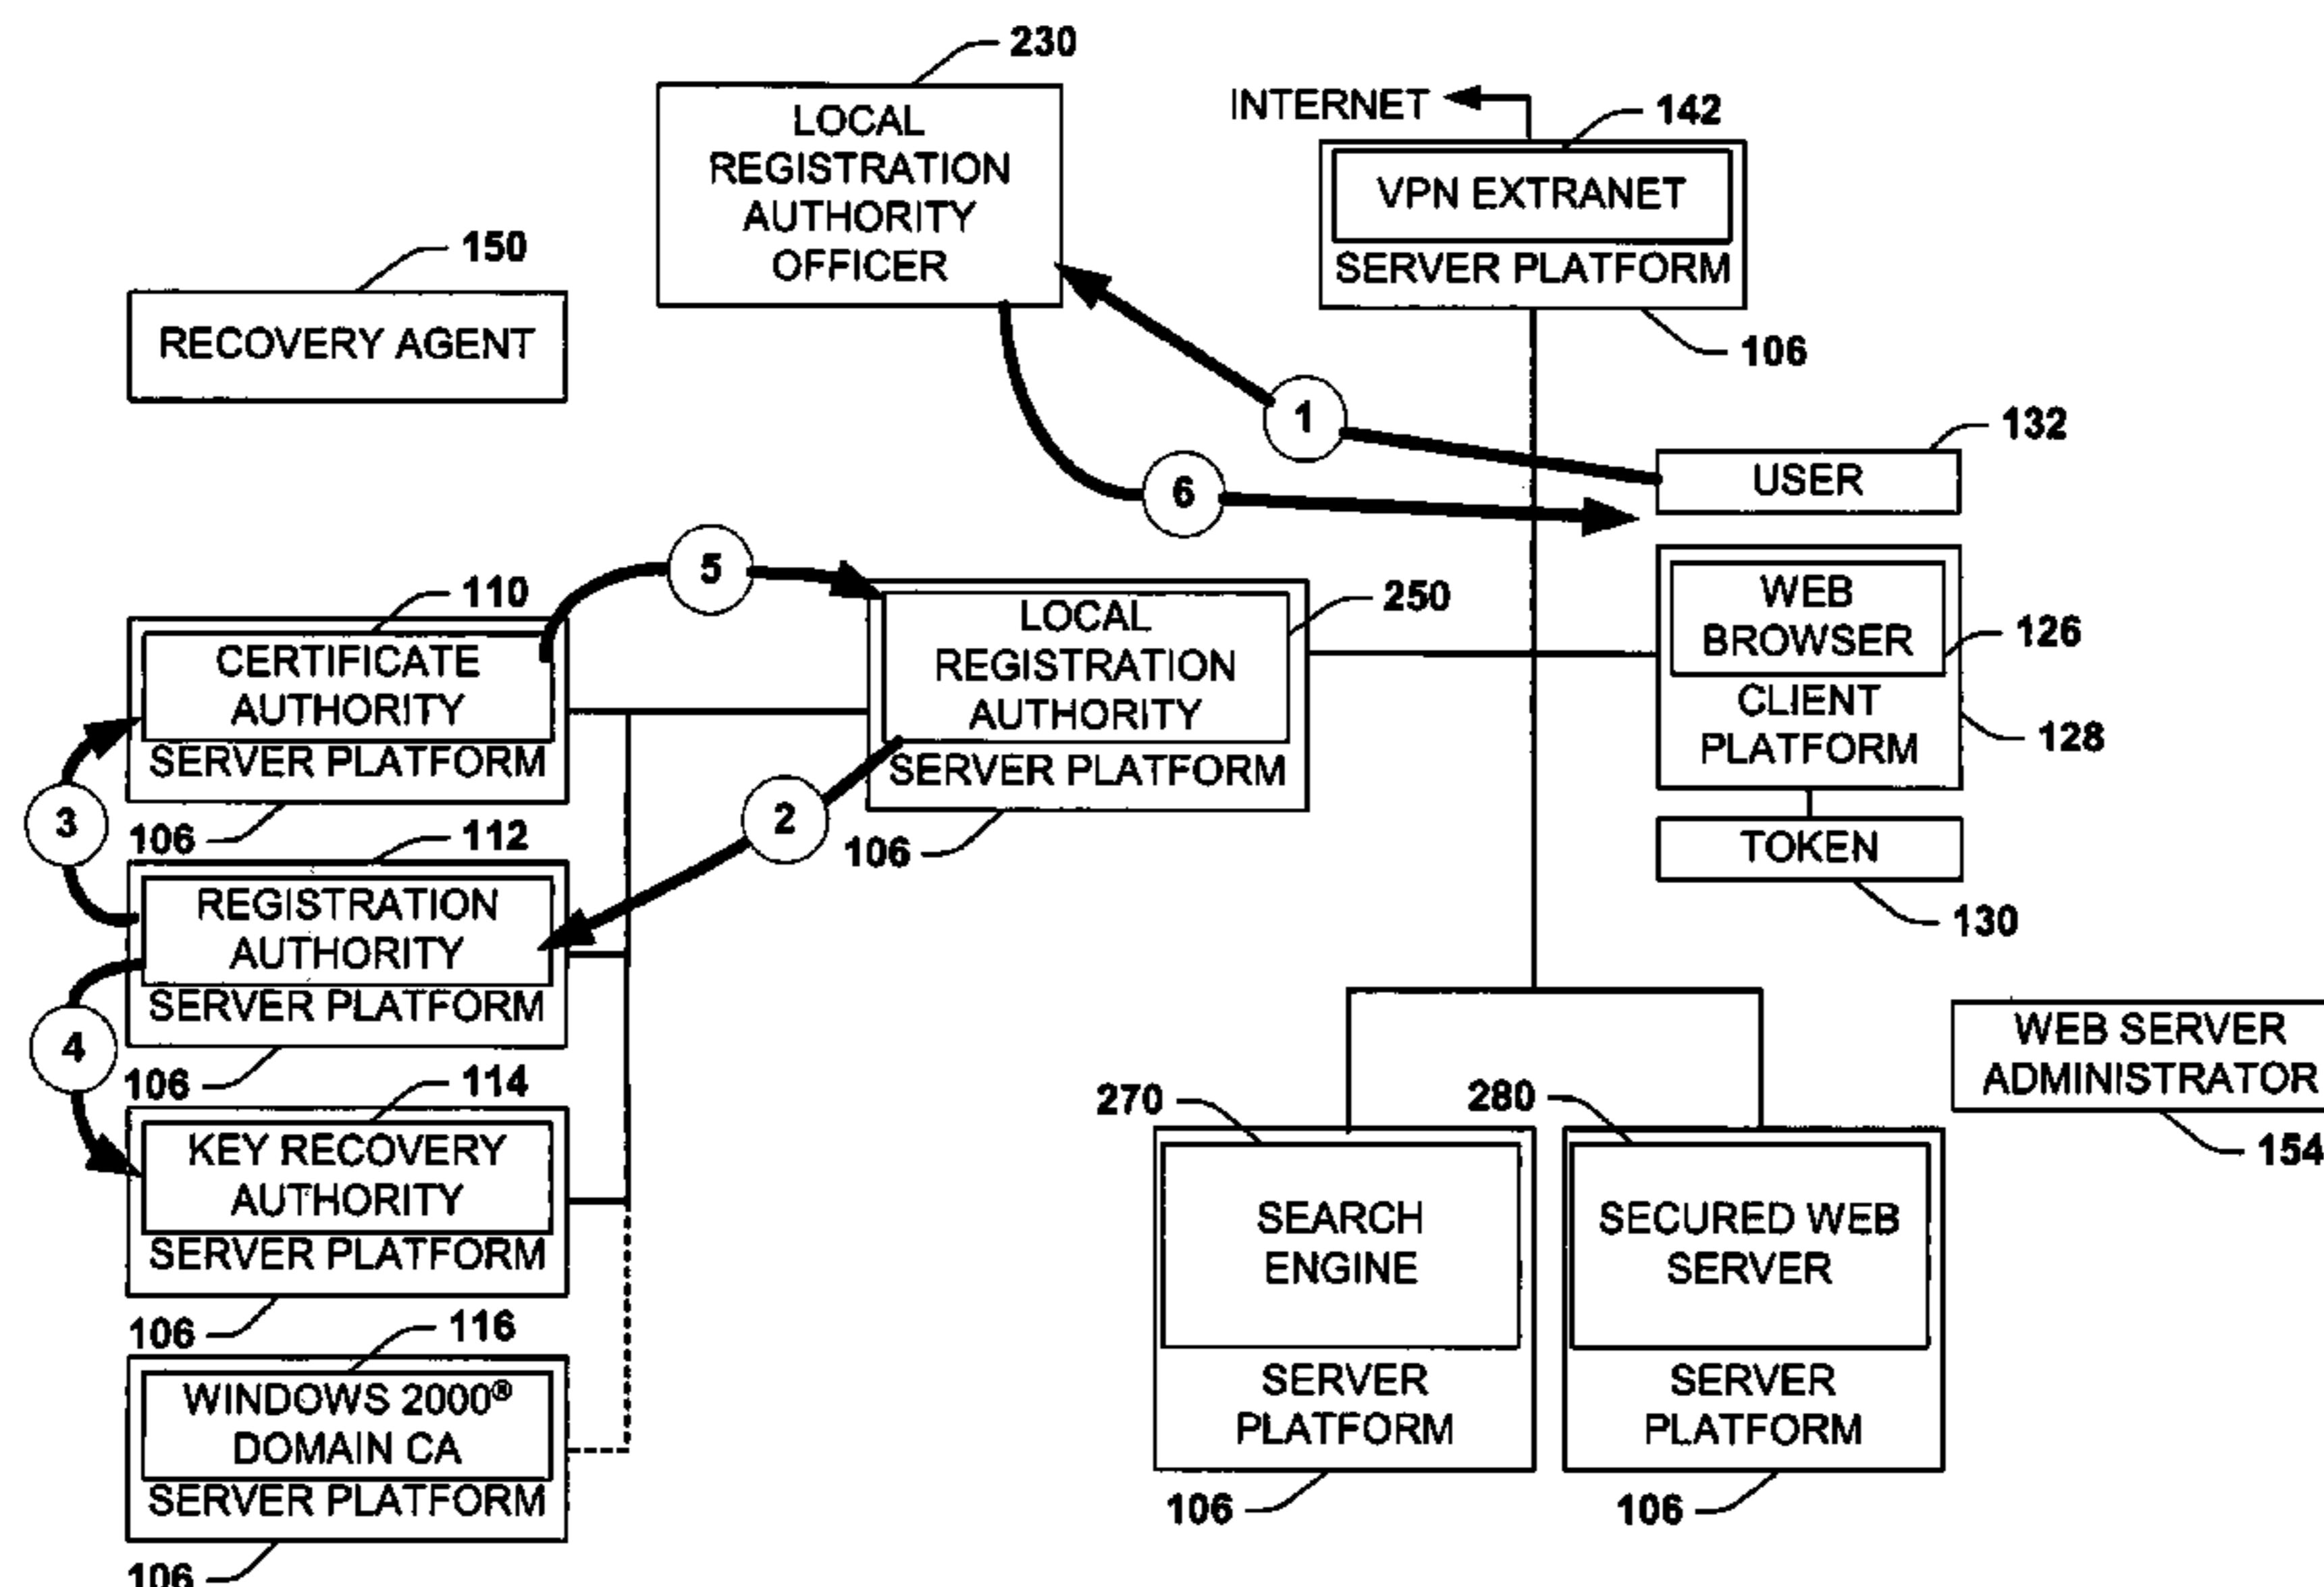 230
LOCAL
REGISTRATION
AUTHORITY
OFFICER
INTERNET
142
VPN EXTRANET
SERVER PLATFORM
106
150
RECOVERY AGENT
1
132
USER
6
5
110
CERTIFICATE
AUTHORITY
SERVER PLATFORM
106
250
LOCAL
REGISTRATION
AUTHORITY
SERVER PLATFORM
106
WEB
BROWSER
126
CLIENT
PLATFORM
128
TOKEN
130
3
2
112
REGISTRATION
AUTHORITY
SERVER PLATFORM
106
4
114
KEY RECOVERY
AUTHORITY
SERVER PLATFORM
106
116
WINDOWS 2000®
DOMAIN CA
SERVER PLATFORM
106
WEB SERVER
ADMINISTRATOR
154
270
SEARCH
ENGINE
SERVER
PLATFORM
106
280
SECURED WEB
SERVER
SERVER
PLATFORM
106